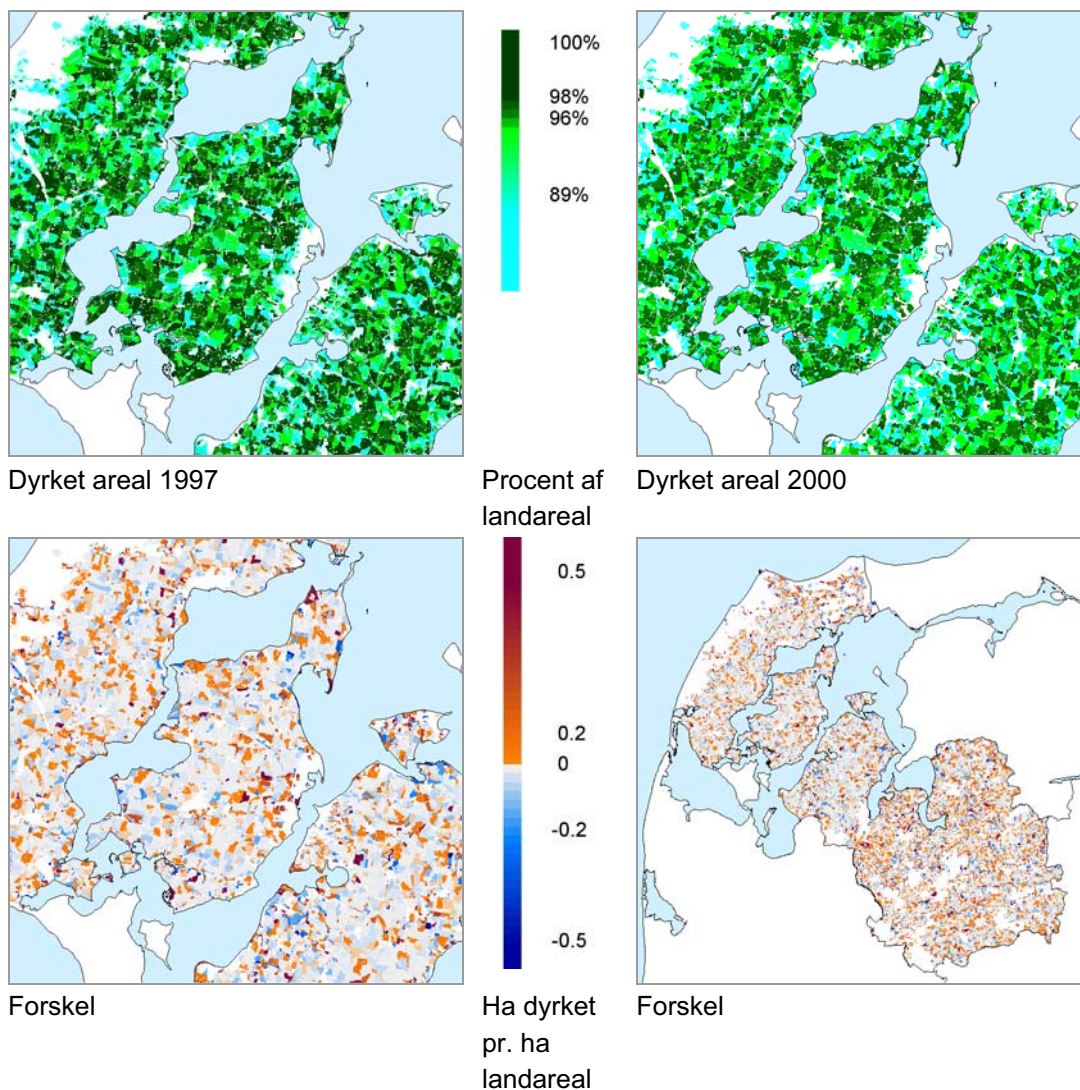 100%
98%
96%
89%
Dyrket areal 1997
Procent af
landareal
Dyrket areal 2000
0.5
0.2
0
-0.2
-0.5
Forskel
Ha dyrket
pr. ha
landareal
Forskel